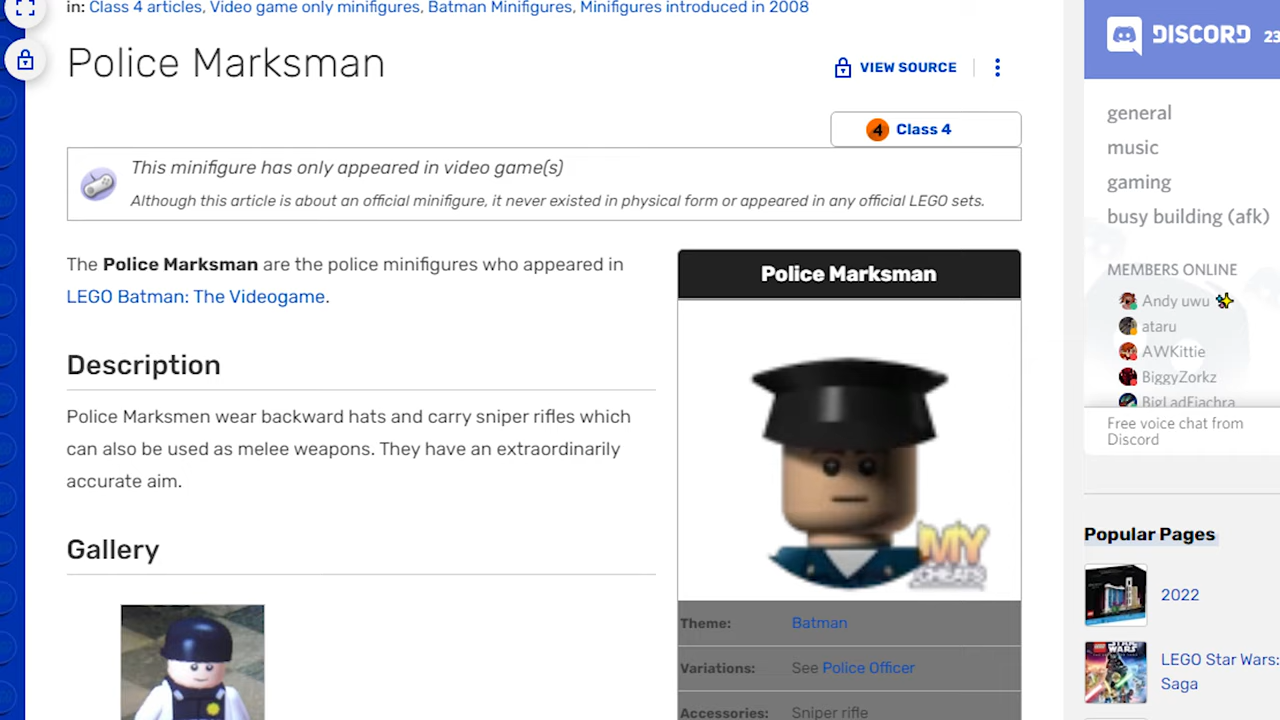 in: Class 4 articles, Video game only minifigures, Batman Minifigures, Minifigures introduced in 2008
Police Marksman
VIEW SOURCE
4 Class 4
This minifigure has only appeared in video game(s)
Although this article is about an official minifigure, it never existed in physical form or appeared in any official LEGO sets.
The Police Marksman are the police minifigures who appeared in
LEGO Batman: The Videogame.
Description
Police Marksmen wear backward hats and carry sniper rifles which
can also be used as melee weapons. They have an extraordinarily
accurate aim.
Gallery
Police Marksman
MY
CHEATS
Theme: Batman
Variations: See Police Officer
Accessories: Sniper rifle
DISCORD 23
general
music
gaming
busy building (afk)
MEMBERS ONLINE
Andy uwu
ataru
AWKittie
BiggyZorkz
BigLadFiachra
Free voice chat from
Discord
Popular Pages
2022
LEGO Star Wars:
Saga